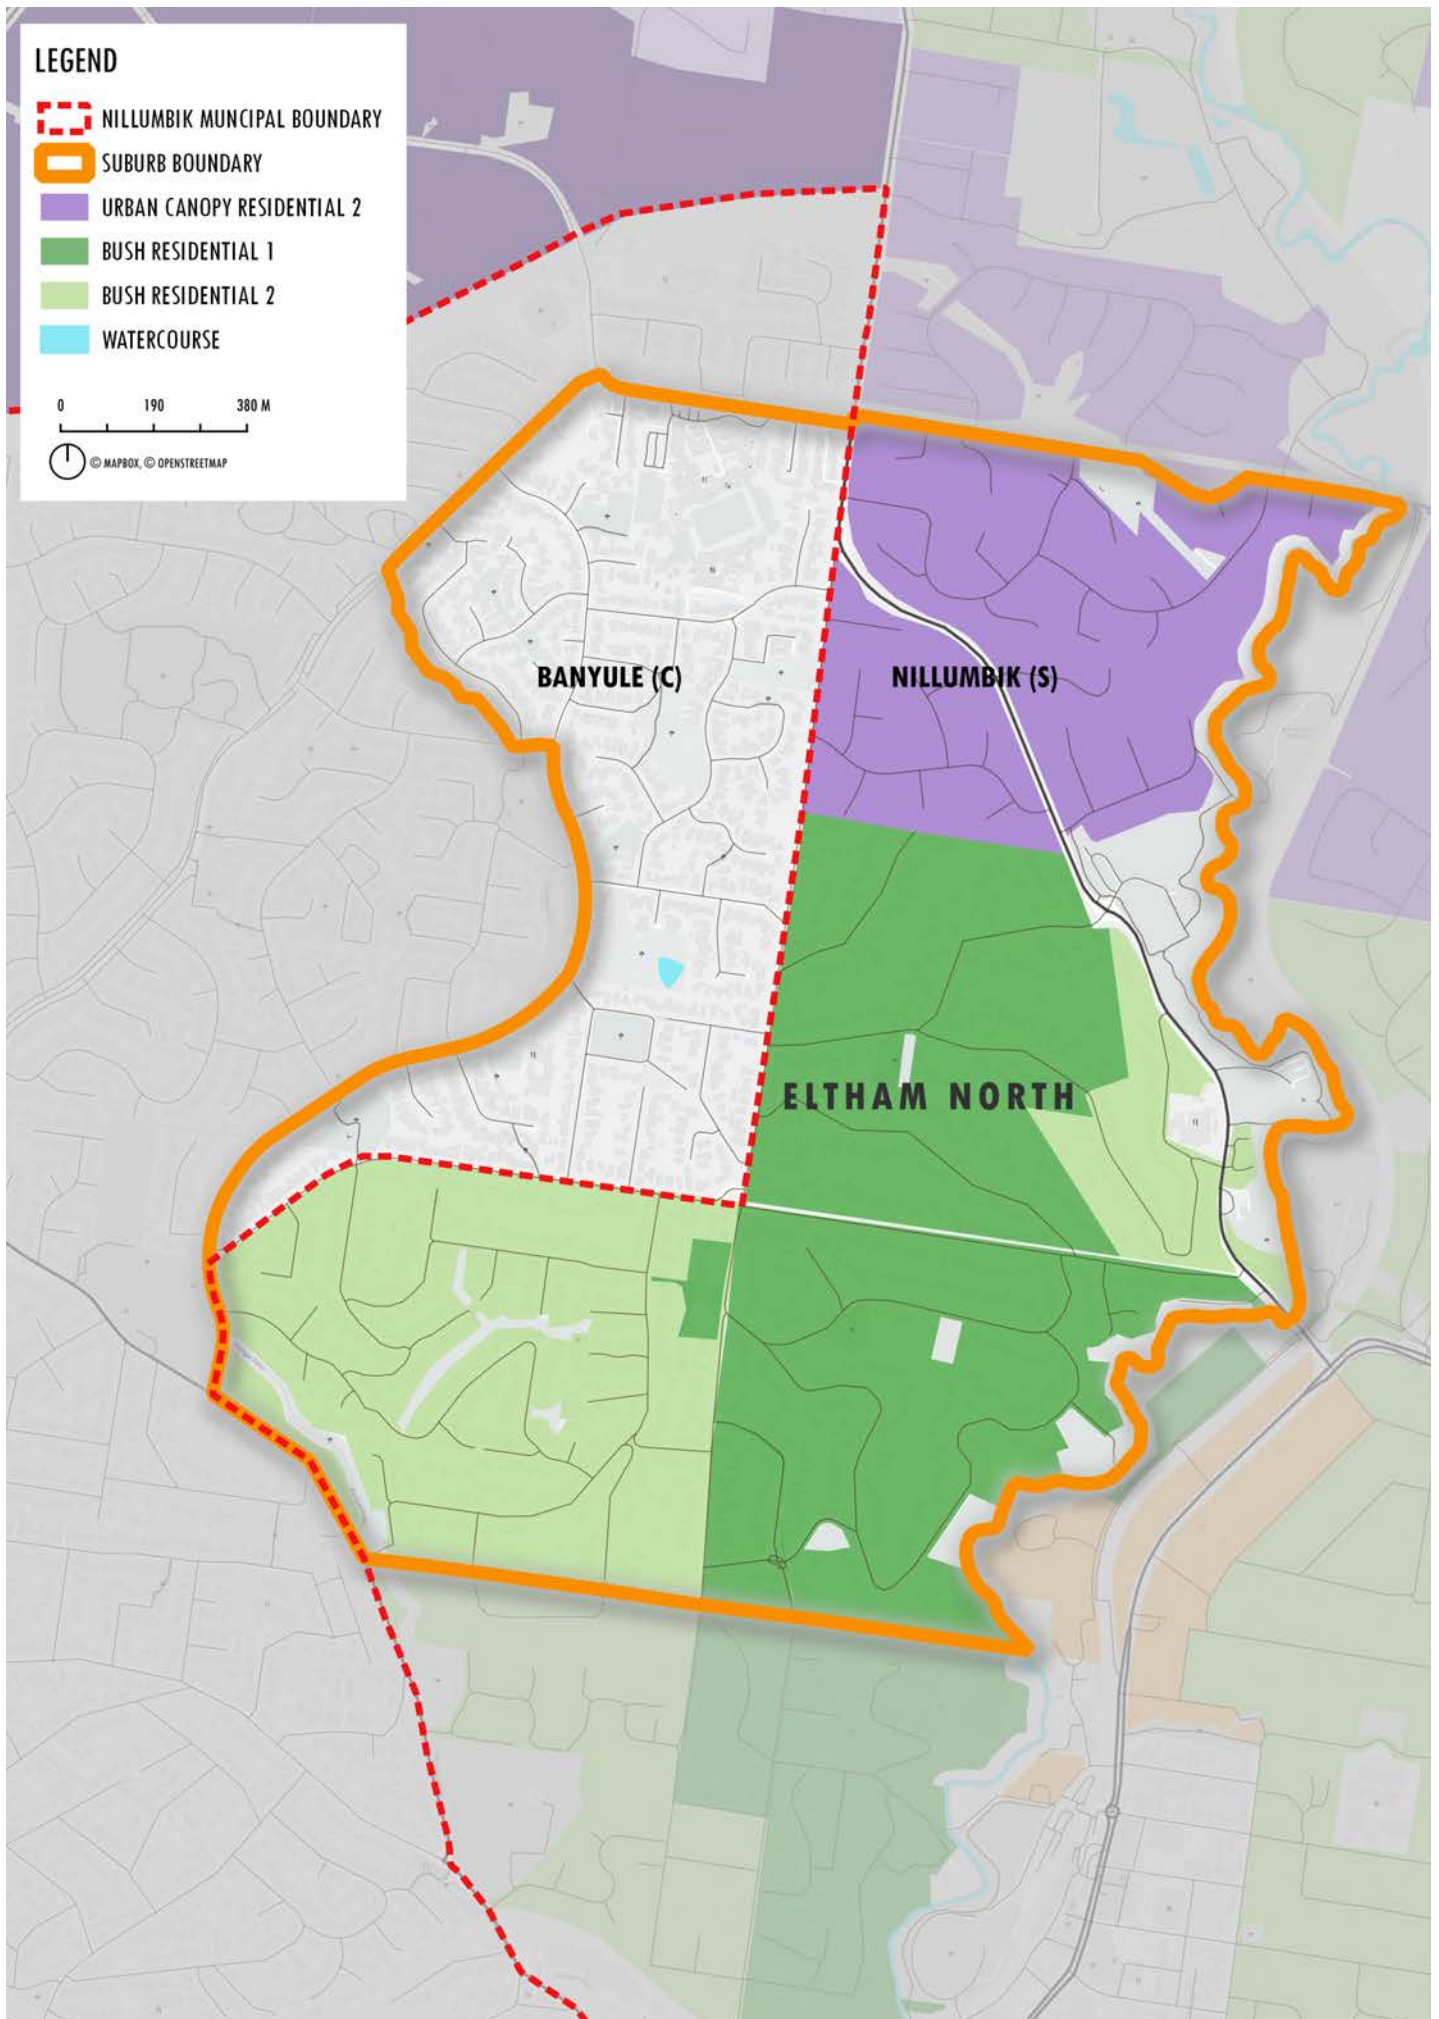 LEGEND
NILLUMBIK MUNCIPAL BOUNDARY
SUBURB BOUNDARY
URBAN CANOPY RESIDENTIAL 2
BUSH RESIDENTIAL 1
BUSH RESIDENTIAL 2
WATERCOURSE
0 190 380 M
© MAPBOX, © OPENSTREETMAP
BANYULE (C)
NILLUMBIK (S)
ELTHAM NORTH